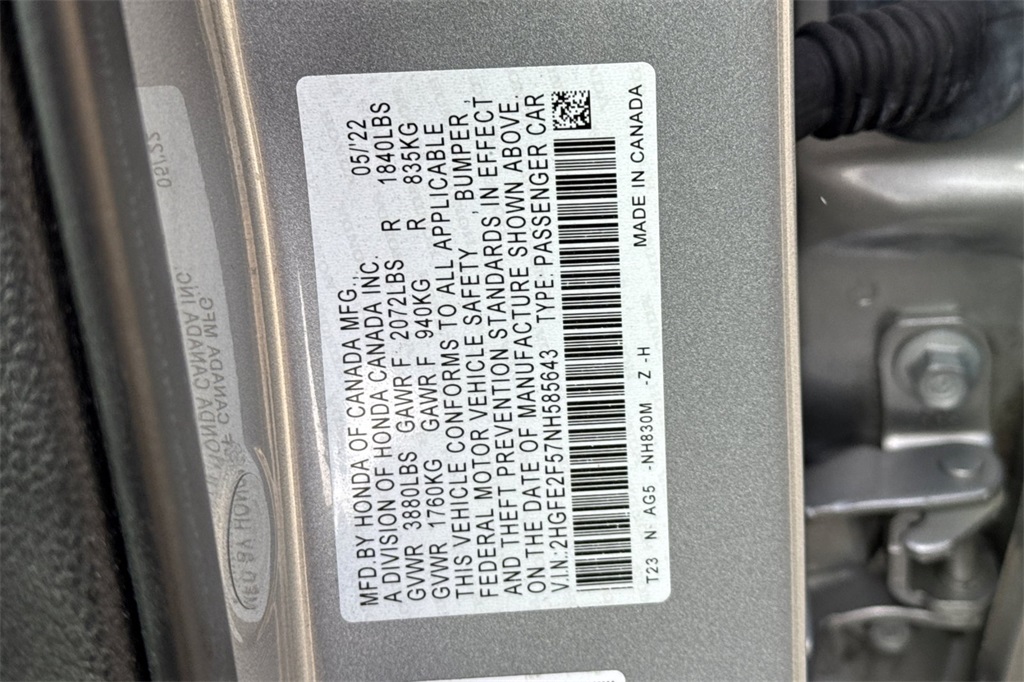 MFD.BY HONDA OF CANADA MFG., 05/'22
A DIVISION OF HONDA CANADA INC.
GVWR 3880LBS GAWR F 2072LBS R 1840LBS
GVWR 1760KG GAWR F 940KG R 835KG
THIS VEHICLE CONFORMS TO ALL APPLICABLE
FEDERAL MOTOR VEHICLE SAFETY, BUMPER,
AND THEFT PREVENTION STANDARDS IN EFFECT
ON THE DATE OF MANUFACTURE SHOWN ABOVE.
V.I.N.:2HGFE2F57NH585643 TYPE: PASSENGER CAR
T23 N AG5 -NH830M -Z -H MADE IN CANADA